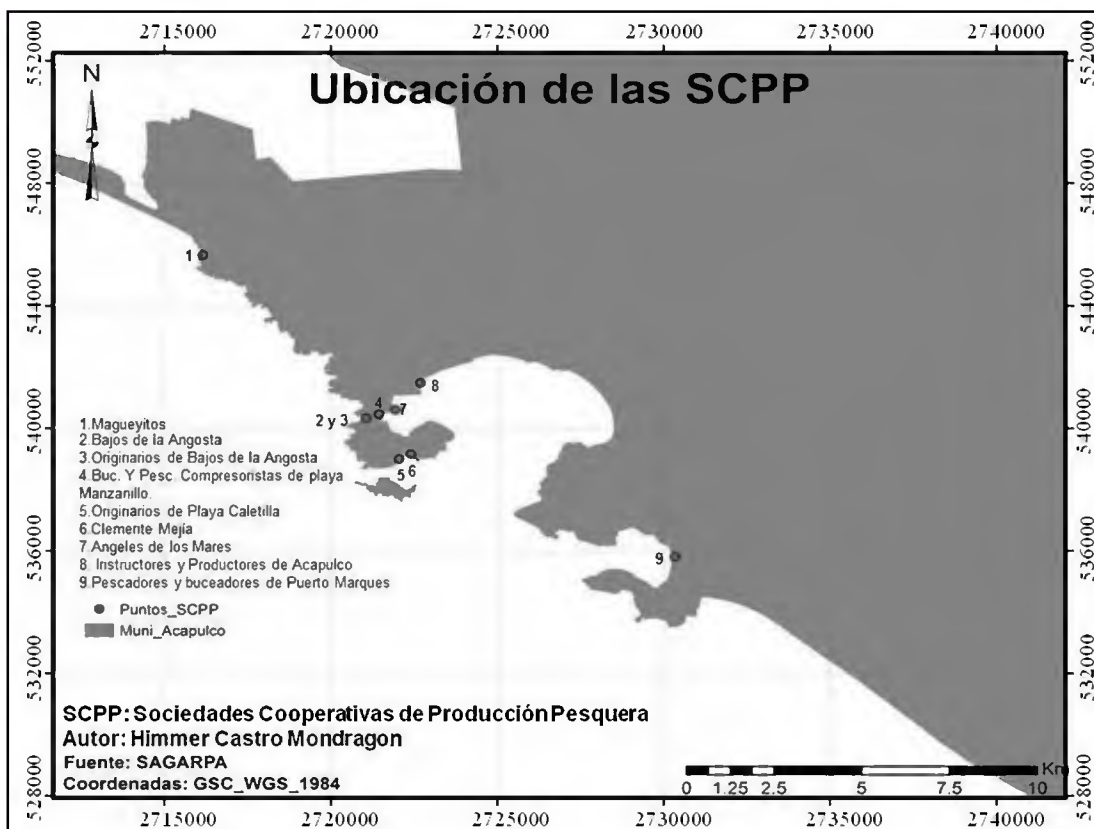 2715000 2720000 2725000 2730000 2735000 2740000
552000 552000
N
Ubicación de las SCPP
548000 548000
1
544000 544000
8
4
7
2 y 3
540000 540000
1.Magueyitos
2.Bajos de la Angosta
3.Originarios de Bajos de la Angosta
4.Buc. Y Pesc. Compresoristas de playa
Manzanillo.
5.Originarios de Playa Caletilla
6.Clemente Mejía
7.Angeles de los Mares
8. Instructores y Productores de Acapulco
9.Pescadores y buceadores de Puerto Marques
5 6
9
536000 536000
Puntos_SCPP
Muni_Acapulco
532000 532000
SCPP: Sociedades Cooperativas de Producción Pesquera
Autor: Himmer Castro Mondragon
Fuente: SAGARPA
Coordenadas: GSC_WGS_1984
Km
0 1.25 2.5 5 7.5 10
528000 528000
2715000 2720000 2725000 2730000 2735000 2740000